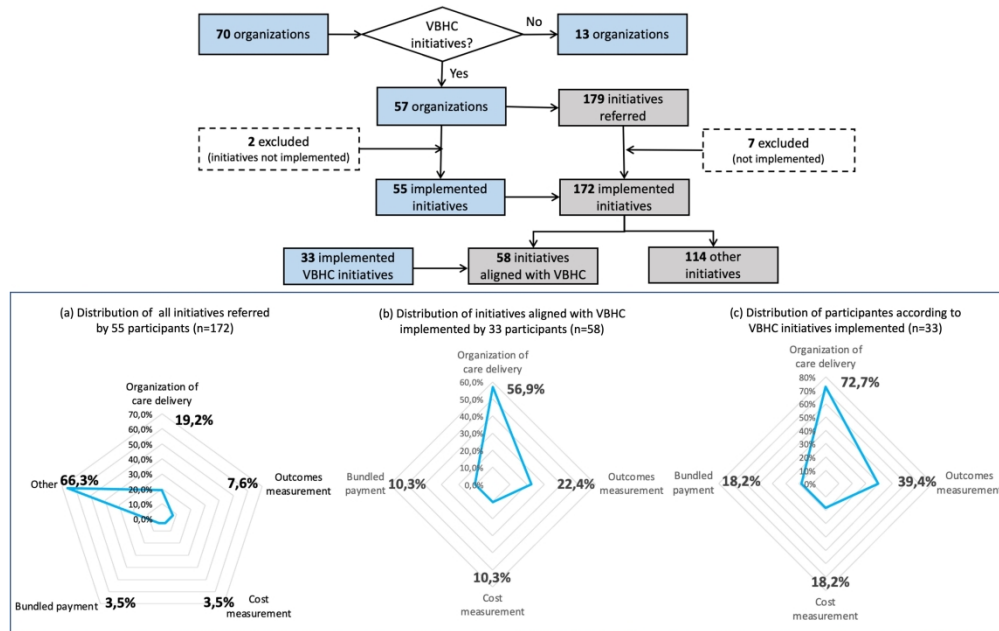 70 organizations
VBHC
initiatives?
No
13 organizations
Yes
57 organizations
179 initiatives
referred
2 excluded
(initiatives not implemented)
7 excluded
(not implemented)
55 implemented
initiatives
172 implemented
initiatives
33 implemented
VBHC initiatives
58 initiatives
aligned with VBHC
114 other
initiatives
(a) Distribution of all initiatives referred
by 55 participants (n=172)
Organization of
care delivery
70,0%
60,0%
50,0%
40,0%
30,0%
20,0%
10,0%
0,0%
19,2%
Other
66,3%
7,6%
Outcomes
measurement
Bundled payment
3,5%
3,5%
Cost
measurement
(b) Distribution of initiatives aligned with VBHC
implemented by 33 participants (n=58)
Organization of
care delivery
60,0%
50,0%
40,0%
30,0%
20,0%
10,0%
0,0%
56,9%
Bundled
payment
10,3%
22,4%
Outcomes
measurement
10,3%
Cost
measurement
(c) Distribution of participantes according to
VBHC initiatives implemented (n=33)
Organization of
care delivery
80%
70%
60%
50%
40%
30%
20%
10%
0%
72,7%
Bundled
payment
18,2%
39,4%
Outcomes
measurement
18,2%
Cost
measurement